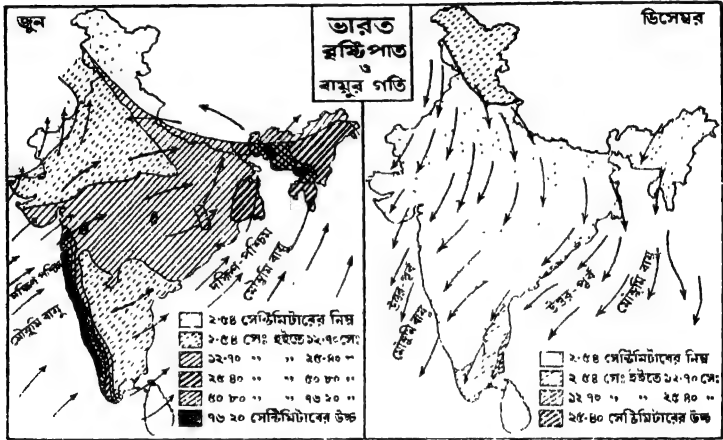 জুন
ভারত
বৃষ্টিপাত
ও
বায়ুর গতি
ডিসেম্বর
দক্ষিণ পশ্চিম
মৌসুমি বায়ু
দক্ষিণ পশ্চিম
মৌসুমি বায়ু
২·৫৪ সেন্টিমিটারের নিম্ন
২·৫৪ সেঃ হইতে ১২·৭০ সেঃ
১২·৭০ ,, ,, ২৫·৪০ ,,
২৫·৪০ ,, ,, ৫০·৮০ ,,
৫০·৮০ ,, ,, ৭৬·২০ ,,
৭৬·২০ সেন্টিমিটারের উচ্চ
উত্তর পূর্ব
মৌসুমি বায়ু
উত্তর-পূর্ব
মৌসুমি বায়ু
২·৫৪ সেন্টিমিটারের নিম্ন
২·৫৪ সেঃ হইতে ১২·৭০ সেঃ
১২·৭০ ,, ,, ২৫·৪০ ,,
২৫·৪০ সেন্টিমিটারের উচ্চ